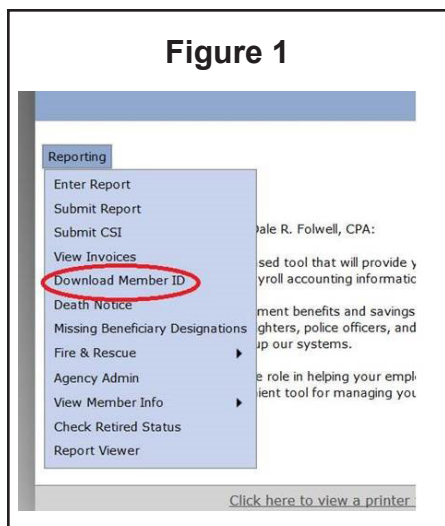 Figure 1
Reporting
Enter Report
Submit Report
Submit CSI
Dale R. Folwell, CPA:
View Invoices
sed tool that will provide
Download Member ID
yroll accounting informatic
Death Notice
ment benefits and savings
Missing Beneficiary Designations
ghters, police officers, and
Fire & Rescue
up our systems.
Agency Admin
e role in helping your empl
View Member Info
ient tool for managing you
Check Retired Status
Report Viewer
Click here to view a printer